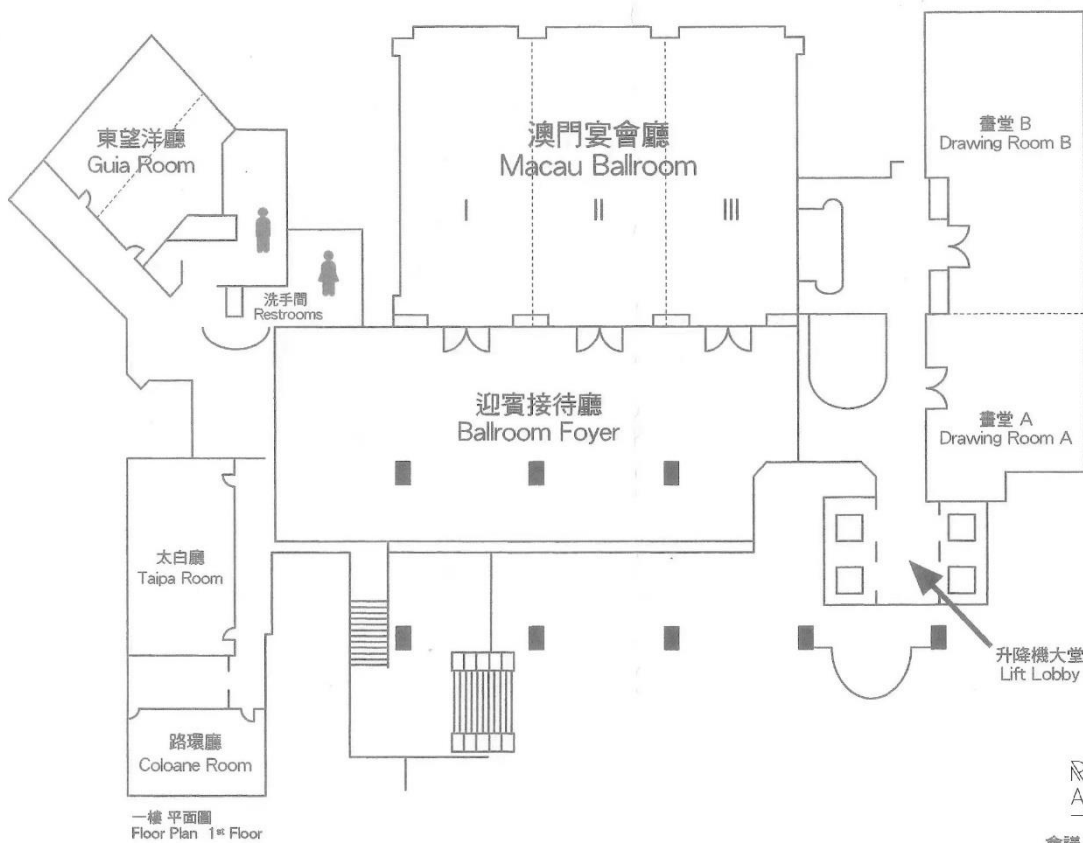 東望洋廳
Guia Room
澳門宴會廳
Macau Ballroom
I
II
III
畫堂 B
Drawing Room B
洗手間
Restrooms
迎賓接待廳
Ballroom Foyer
畫堂 A
Drawing Room A
太白廳
Taipa Room
升降機大堂
Lift Lobby
路環廳
Coloane Room
一樓 平面圖
Floor Plan 1st Floor